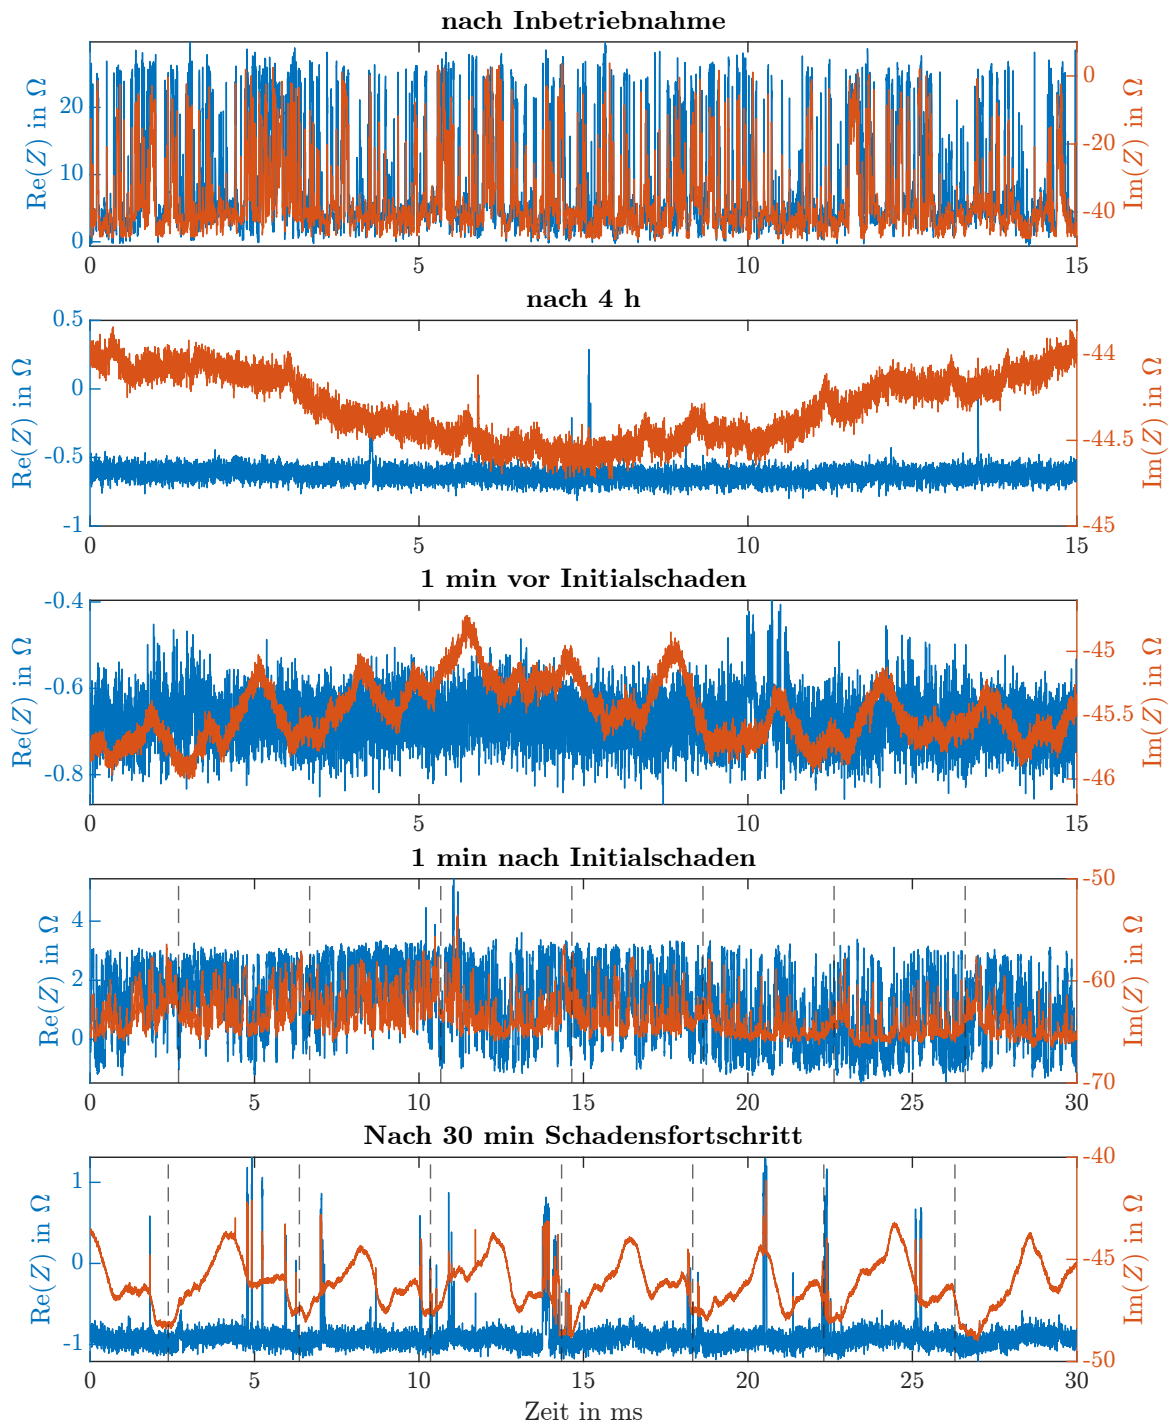 nach Inbetriebnahme
Re(Z) in Ω
20
10
0
0
-20
-40
Im(Z) in Ω
0 5 10 15
nach 4 h
Re(Z) in Ω
0.5
0
-0.5
-1
-44
-44.5
-45
Im(Z) in Ω
0 5 10 15
1 min vor Initialschaden
Re(Z) in Ω
-0.4
-0.6
-0.8
-45
-45.5
-46
Im(Z) in Ω
0 5 10 15
1 min nach Initialschaden
Re(Z) in Ω
4
2
0
-50
-60
-70
Im(Z) in Ω
0 5 10 15 20 25 30
Nach 30 min Schadensfortschritt
Re(Z) in Ω
1
0
-1
-40
-45
-50
Im(Z) in Ω
0 5 10 15 20 25 30
Zeit in ms